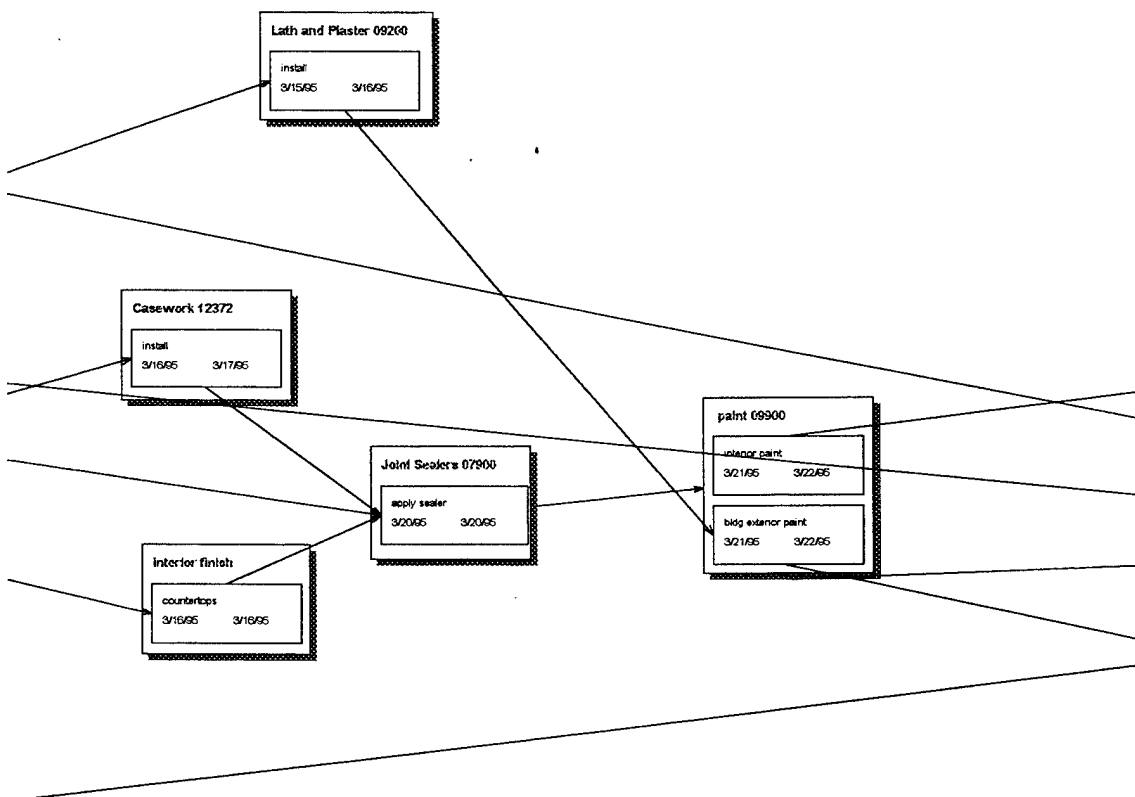 Lath and Plaster 09200
install
3/15/95 3/16/95
Casework 12372
install
3/16/95 3/17/95
paint 09900
interior paint
3/21/95 3/22/95
Joint Sealers 07900
apply sealer
3/20/95 3/20/95
bldg exterior paint
3/21/95 3/22/95
interior finish
countertops
3/16/95 3/16/95